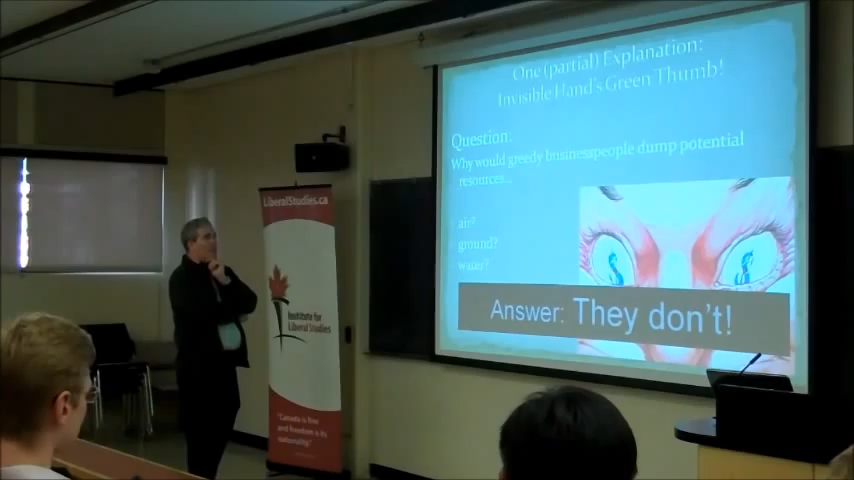 One (partial) Explanation:
Invisible Hand's Green Thumb!
Question:
Why would greedy businesspeople dump potential
resources...
air?
ground?
water?
Answer: They don't!
LiberalStudies.ca
Institute for
Liberal Studies
"Canada is free
and freedom is its
nationality"